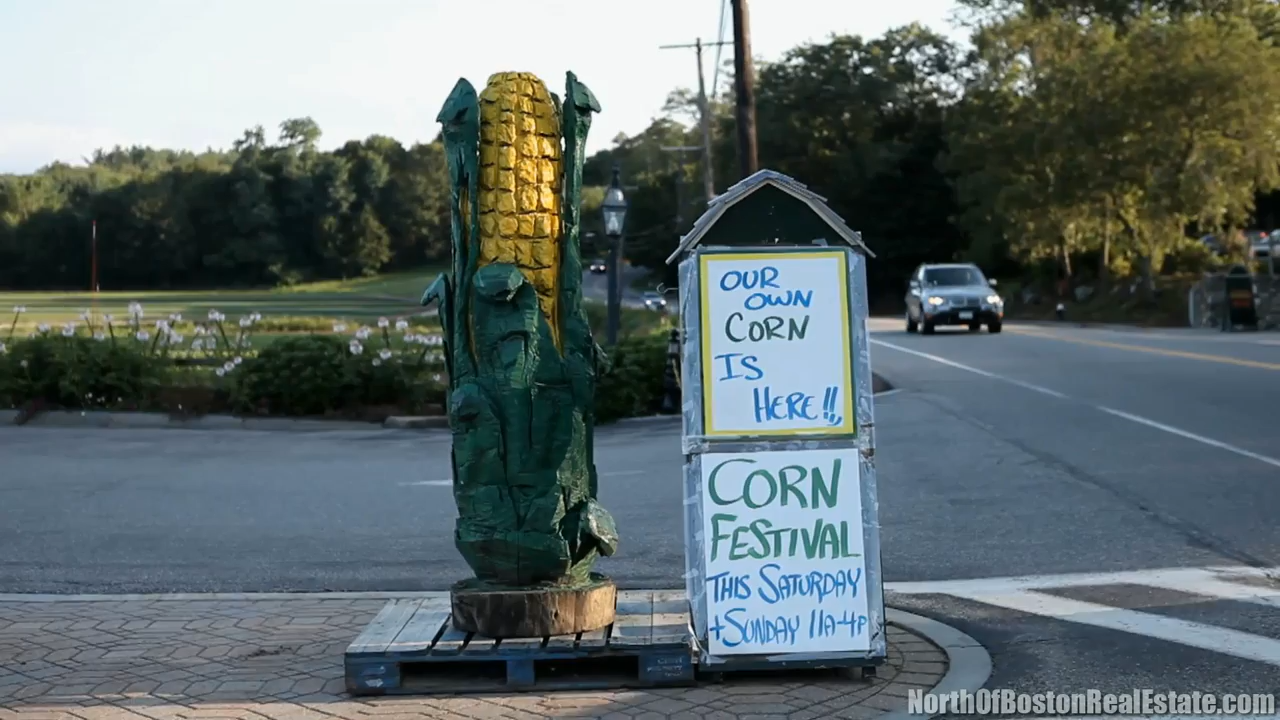 OUR
OWN
CORN
IS
HERE!!
CORN
FESTIVAL
THIS SATURDAY
+SUNDAY 11A-4P
NorthOfBostonRealEstate.com